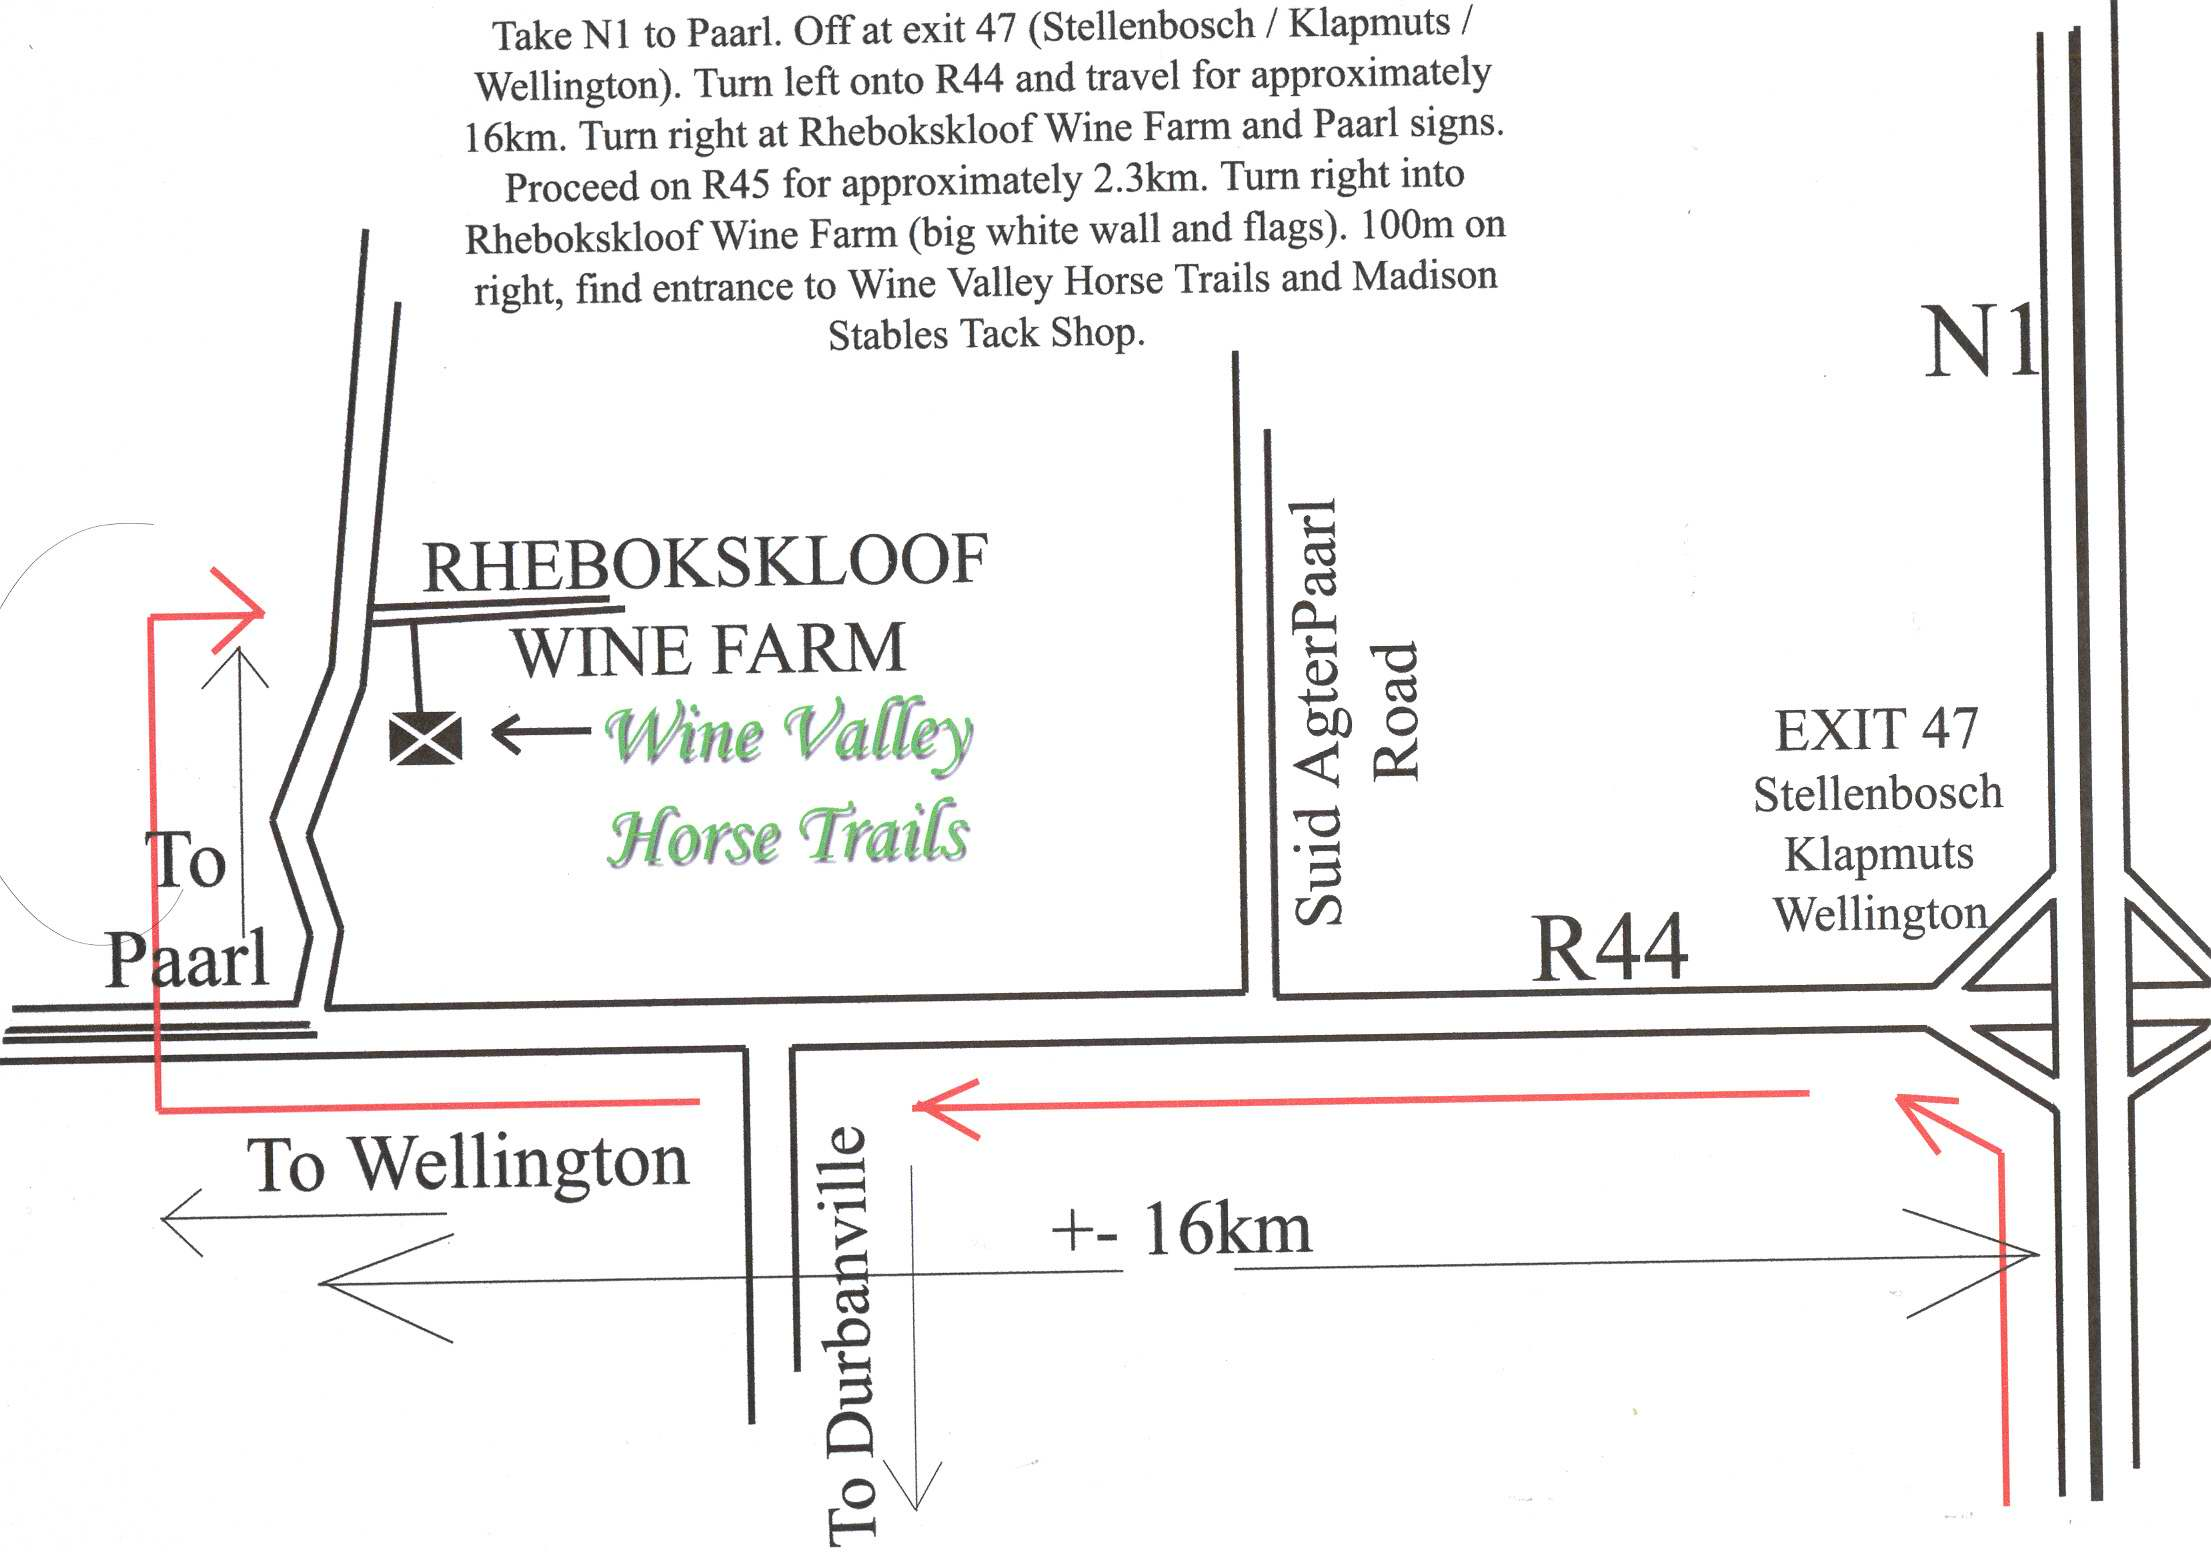 Take N1 to Paarl. Off at exit 47 (Stellenbosch / Klapmuts /
Wellington). Turn left onto R44 and travel for approximately
16km. Turn right at Rhebokskloof Wine Farm and Paarl signs.
Proceed on R45 for approximately 2.3km. Turn right into
Rhebokskloof Wine Farm (big white wall and flags). 100m on
right, find entrance to Wine Valley Horse Trails and Madison
Stables Tack Shop.
N1
RHEBOKSKLOOF
WINE FARM
Wine Valley
Horse Trails
Suid AgterPaarl
Road
EXIT 47
Stellenbosch
Klapmuts
Wellington
To
Paarl
R44
To Wellington
To Durbanville
+- 16km